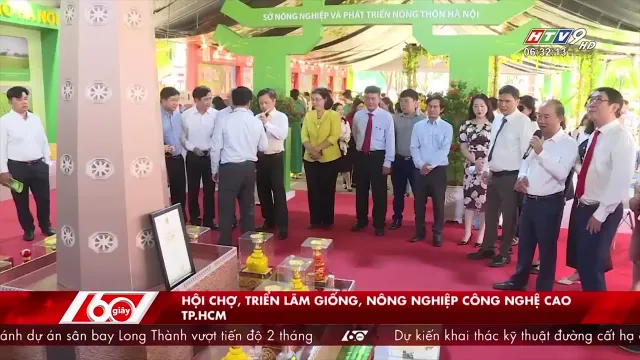 SỞ NÔNG NGHIỆP VÀ PHÁT TRIỂN NÔNG THÔN HÀ NỘI
HTV9 HD
06:32:13
60 giây
HỘI CHỢ, TRIỂN LÃM GIỐNG, NÔNG NGHIỆP CÔNG NGHỆ CAO
TP.HCM
ánh dự án sân bay Long Thành vượt tiến độ 2 tháng
Dự kiến khai thác kỹ thuật đường cất hạ